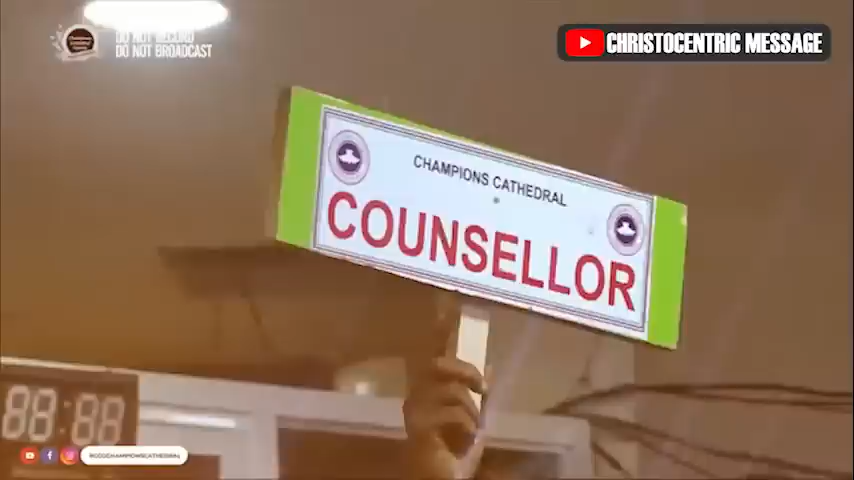 DO NOT RECORD
DO NOT BROADCAST
CHRISTOCENTRIC MESSAGE
CHAMPIONS CATHEDRAL
COUNSELLOR
88:88